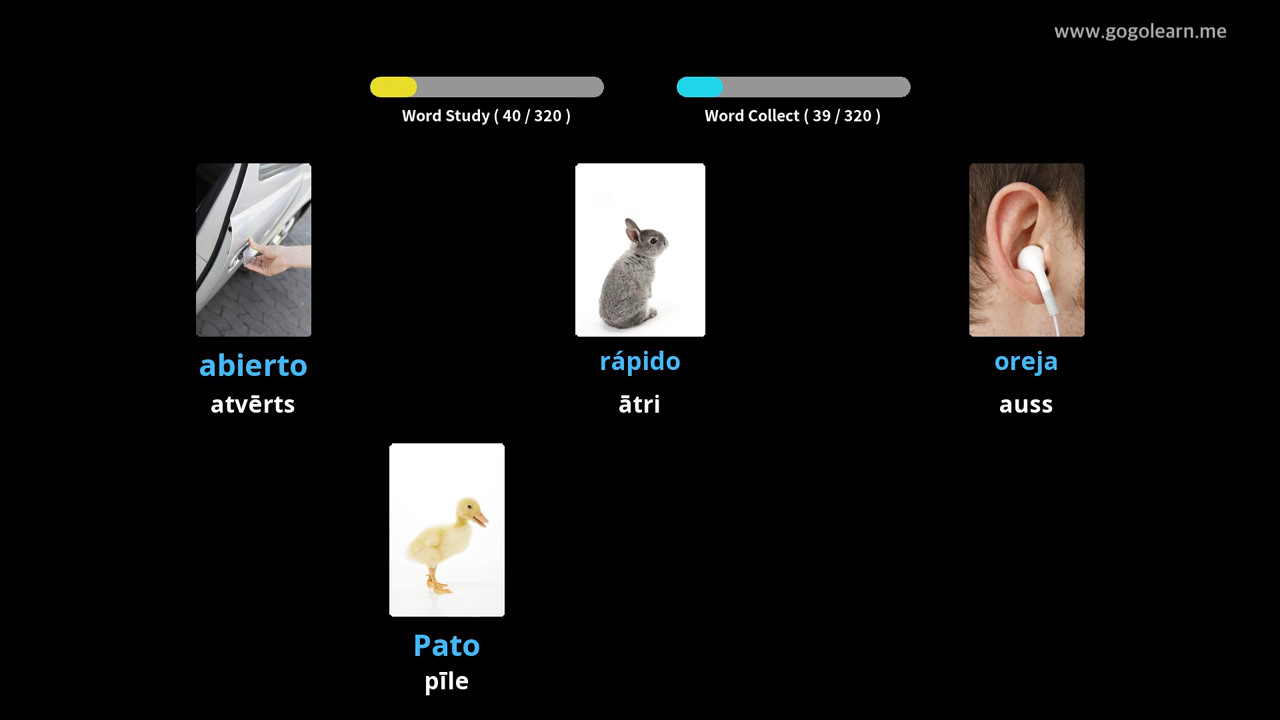 www.gogolearn.me
Word Study ( 40 / 320 )
Word Collect ( 39 / 320 )
abierto
atvērts
rápido
ātri
oreja
auss
Pato
pīle